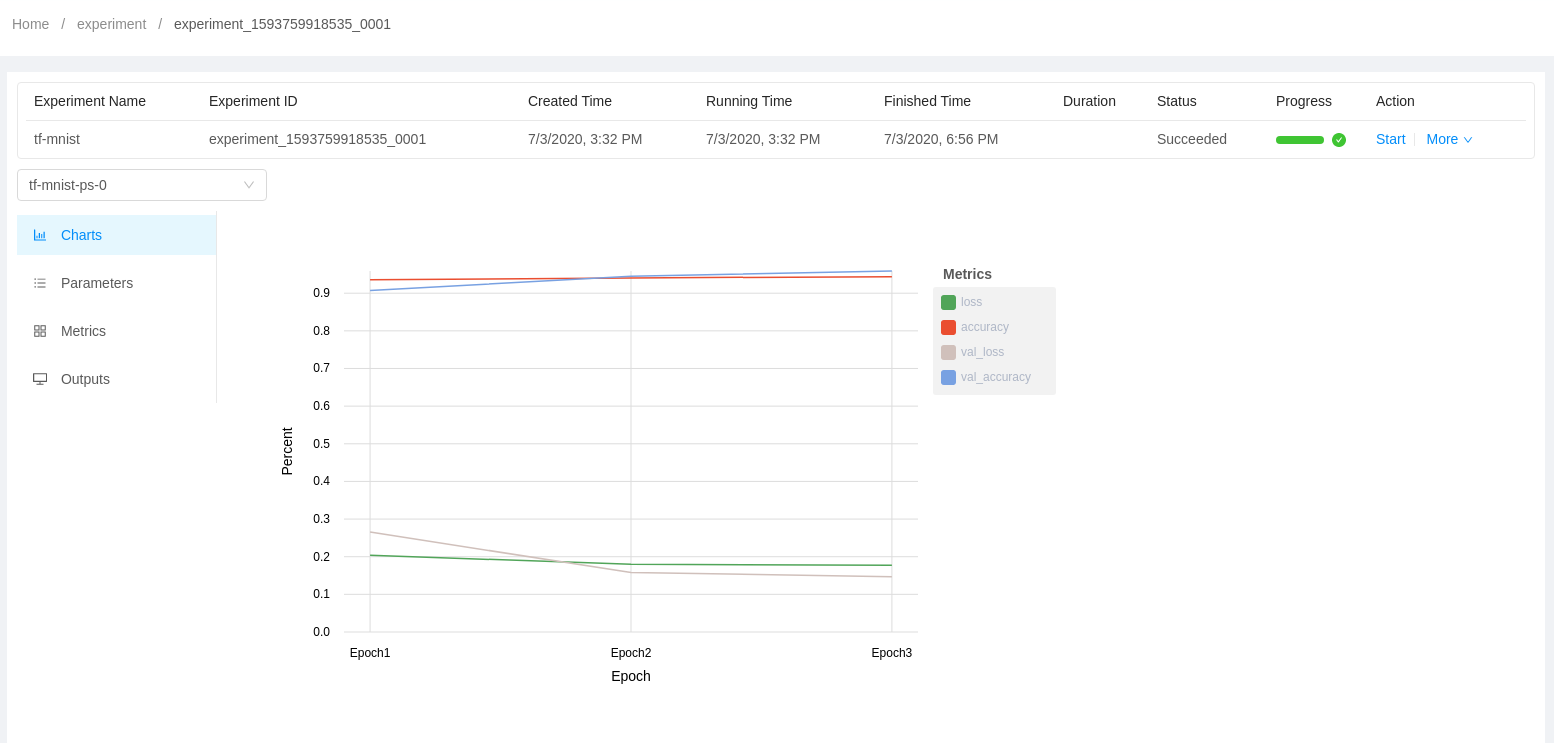 Home / experiment / experiment_1593759918535_0001
Experiment Name Experiment ID Created Time Running Time Finished Time Duration Status Progress Action
tf-mnist experiment_1593759918535_0001 7/3/2020, 3:32 PM 7/3/2020, 3:32 PM 7/3/2020, 6:56 PM Succeeded Start More
tf-mnist-ps-0
Charts
Parameters
Metrics
Outputs
Percent
0.9
0.8
0.7
0.6
0.5
0.4
0.3
0.2
0.1
0.0
Epoch1 Epoch2 Epoch3
Epoch
Metrics
loss
accuracy
val_loss
val_accuracy